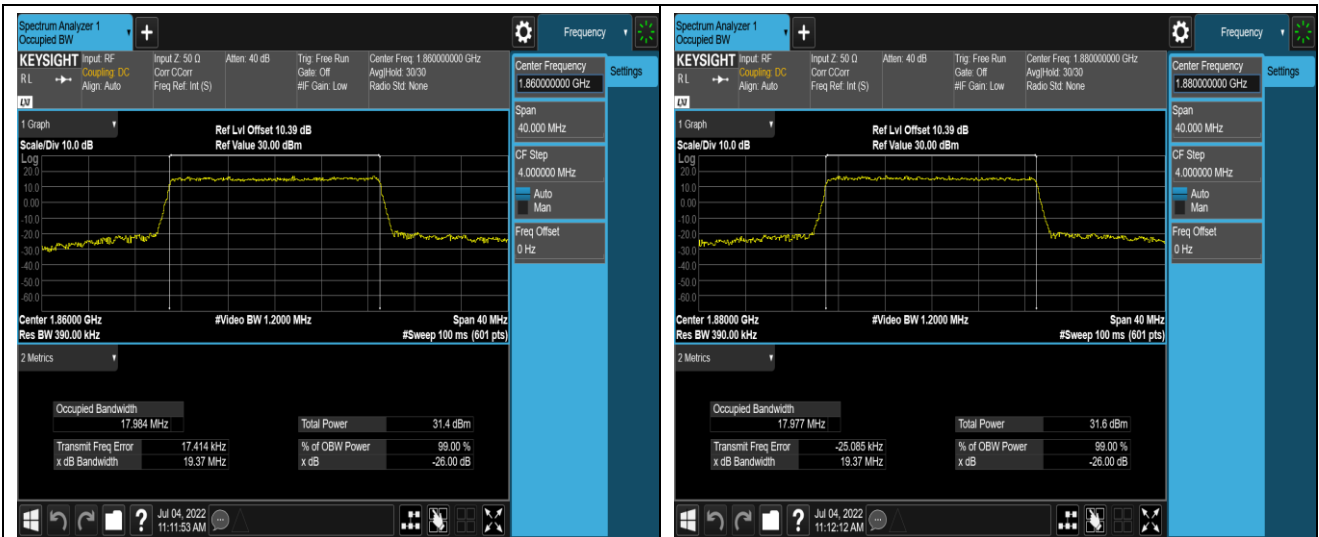 Spectrum Analyzer 1
Occupied BW
+
Frequency
KEYSIGHT Input: RF Input Z: 50 Ω Atten: 40 dB Trig: Free Run Center Freq: 1.860000000 GHz
RL Coupling: DC Corr CCorr Gate: Off Avg|Hold: 30/30
Align: Auto Freq Ref: Int (S) #IF Gain: Low Radio Std: None
LXI
Center Frequency
1.860000000 GHz
Settings
Span
40.000 MHz
CF Step
4.000000 MHz
Auto
Man
Freq Offset
0 Hz
1 Graph
Ref Lvl Offset 10.39 dB
Scale/Div 10.0 dB Ref Value 30.00 dBm
Log
20.0
10.0
0.00
-10.0
-20.0
-30.0
-40.0
-50.0
-60.0
Center 1.86000 GHz #Video BW 1.2000 MHz Span 40 MHz
Res BW 390.00 kHz #Sweep 100 ms (601 pts)
2 Metrics
Occupied Bandwidth
17.984 MHz Total Power 31.4 dBm
Transmit Freq Error 17.414 kHz % of OBW Power 99.00 %
x dB Bandwidth 19.37 MHz x dB -26.00 dB
? Jul 04, 2022
11:11:53 AM
Spectrum Analyzer 1
Occupied BW
+
Frequency
KEYSIGHT Input: RF Input Z: 50 Ω Atten: 40 dB Trig: Free Run Center Freq: 1.880000000 GHz
RL Coupling: DC Corr CCorr Gate: Off Avg|Hold: 30/30
Align: Auto Freq Ref: Int (S) #IF Gain: Low Radio Std: None
LXI
Center Frequency
1.880000000 GHz
Settings
Span
40.000 MHz
CF Step
4.000000 MHz
Auto
Man
Freq Offset
0 Hz
1 Graph
Ref Lvl Offset 10.39 dB
Scale/Div 10.0 dB Ref Value 30.00 dBm
Log
20.0
10.0
0.00
-10.0
-20.0
-30.0
-40.0
-50.0
-60.0
Center 1.88000 GHz #Video BW 1.2000 MHz Span 40 MHz
Res BW 390.00 kHz #Sweep 100 ms (601 pts)
2 Metrics
Occupied Bandwidth
17.977 MHz Total Power 31.6 dBm
Transmit Freq Error -25.085 kHz % of OBW Power 99.00 %
x dB Bandwidth 19.37 MHz x dB -26.00 dB
? Jul 04, 2022
11:12:12 AM